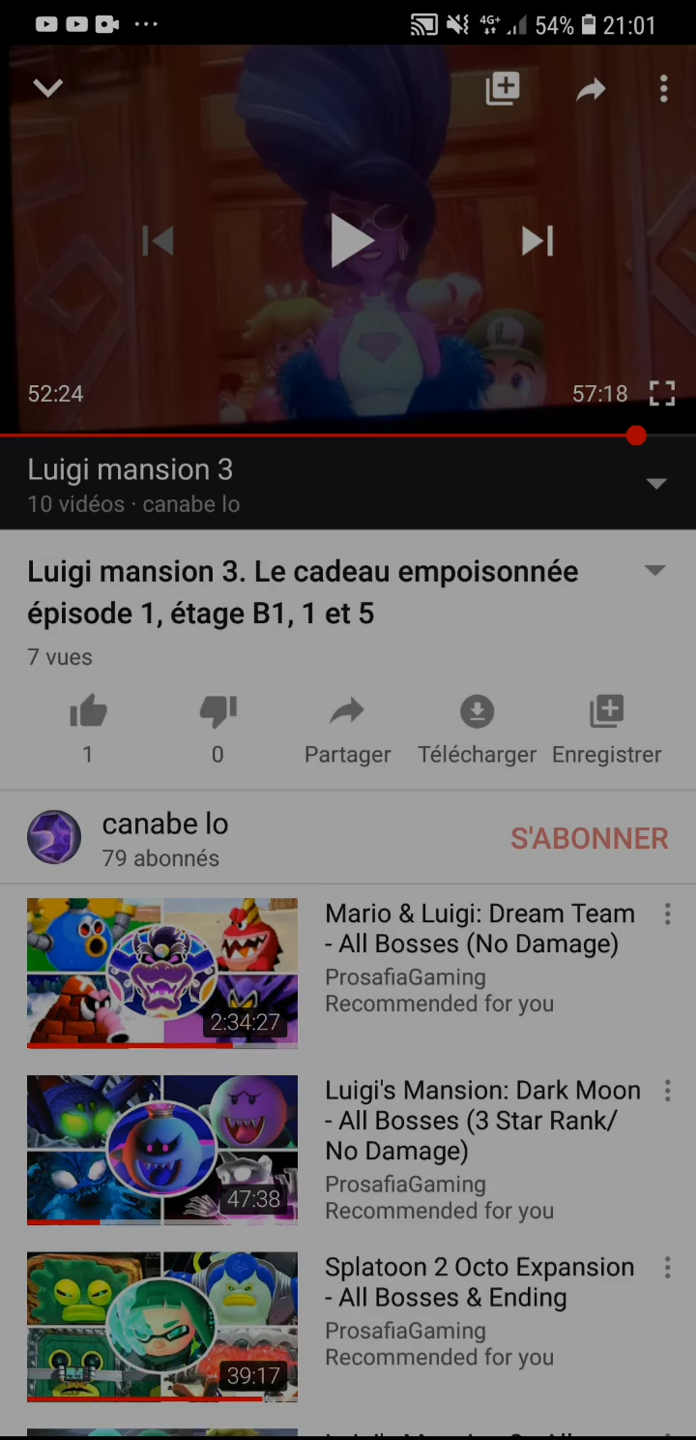 4G+ 54% 21:01
52:24 57:18
Luigi mansion 3
10 vidéos · canabe lo
Luigi mansion 3. Le cadeau empoisonnée
épisode 1, étage B1, 1 et 5
7 vues
1 0 Partager Télécharger Enregistrer
canabe lo
79 abonnés
S'ABONNER
Mario & Luigi: Dream Team
- All Bosses (No Damage)
ProsafiaGaming
Recommended for you
2:34:27
Luigi's Mansion: Dark Moon
- All Bosses (3 Star Rank/
No Damage)
ProsafiaGaming
Recommended for you
47:38
Splatoon 2 Octo Expansion
- All Bosses & Ending
ProsafiaGaming
Recommended for you
39:17